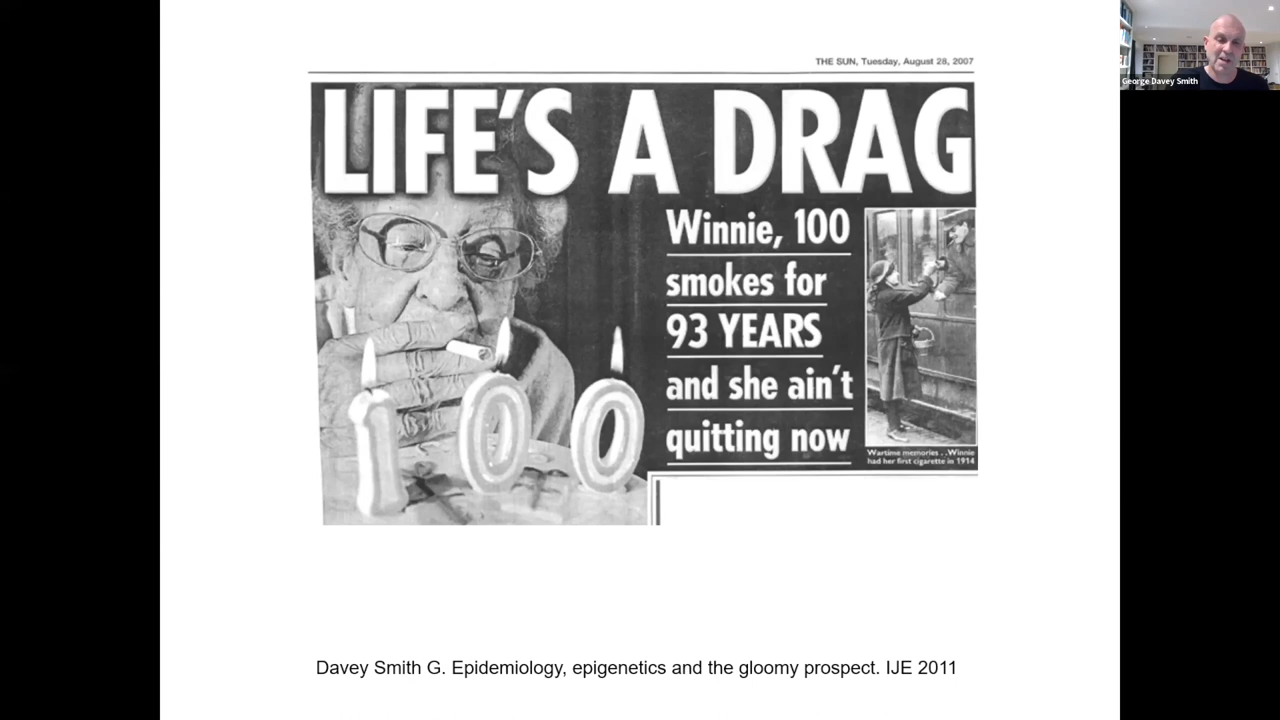 THE SUN, Tuesday, August 28, 2007
LIFE'S A DRAG
Winnie, 100
smokes for
93 YEARS
and she ain't
quitting now
Wartime memories . . Winnie
had her first cigarette in 1914
100
Davey Smith G. Epidemiology, epigenetics and the gloomy prospect. IJE 2011
George Davey Smith